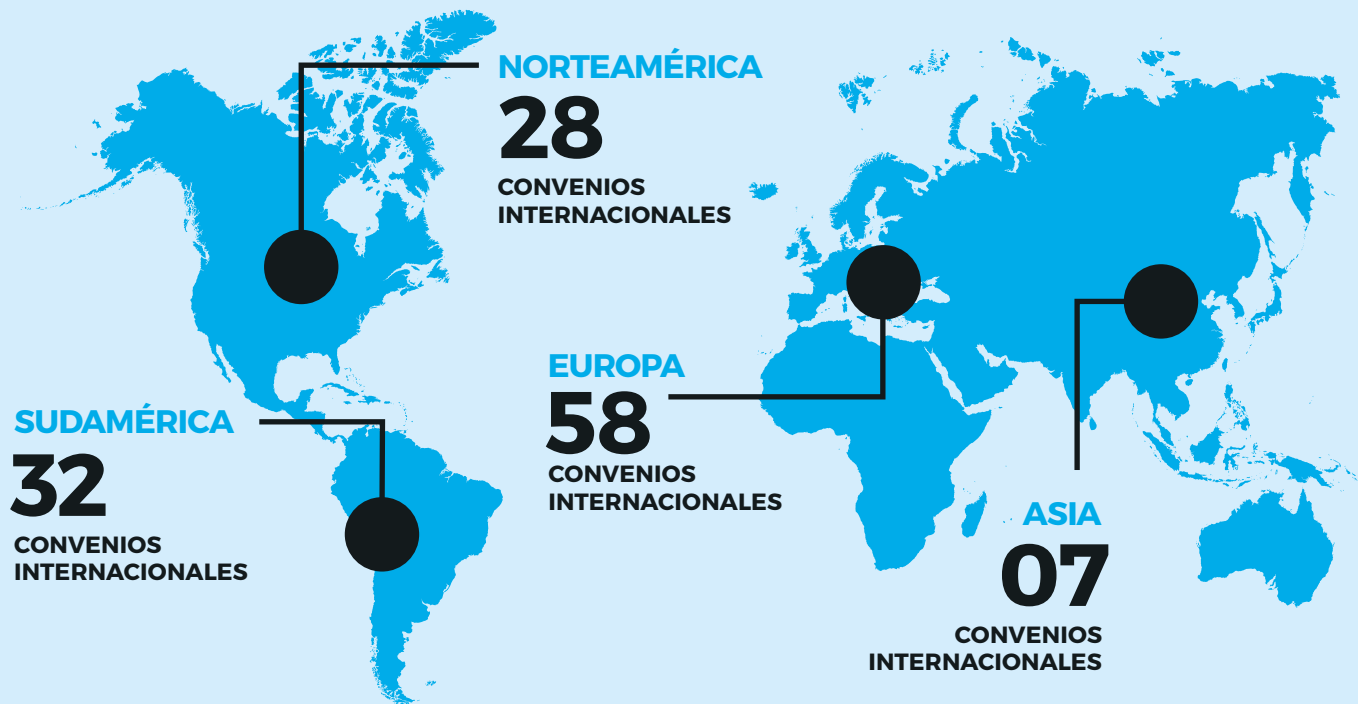 NORTEAMÉRICA
28
CONVENIOS
INTERNACIONALES
EUROPA
58
CONVENIOS
INTERNACIONALES
SUDAMÉRICA
32
CONVENIOS
INTERNACIONALES
ASIA
07
CONVENIOS
INTERNACIONALES